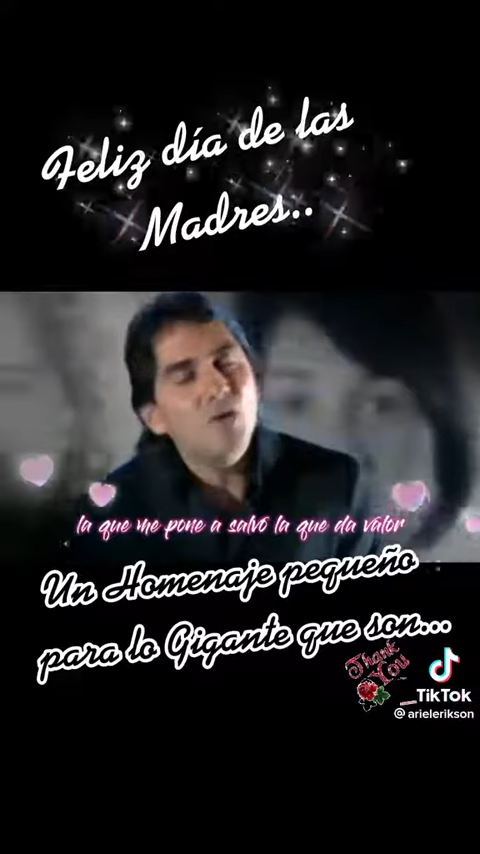 Feliz día de las
Madres..
la que me pone a salvo la que da valor
Un Homenaje pequeño
para lo Gigante que son...
Thank
You
TikTok
@arielerikson